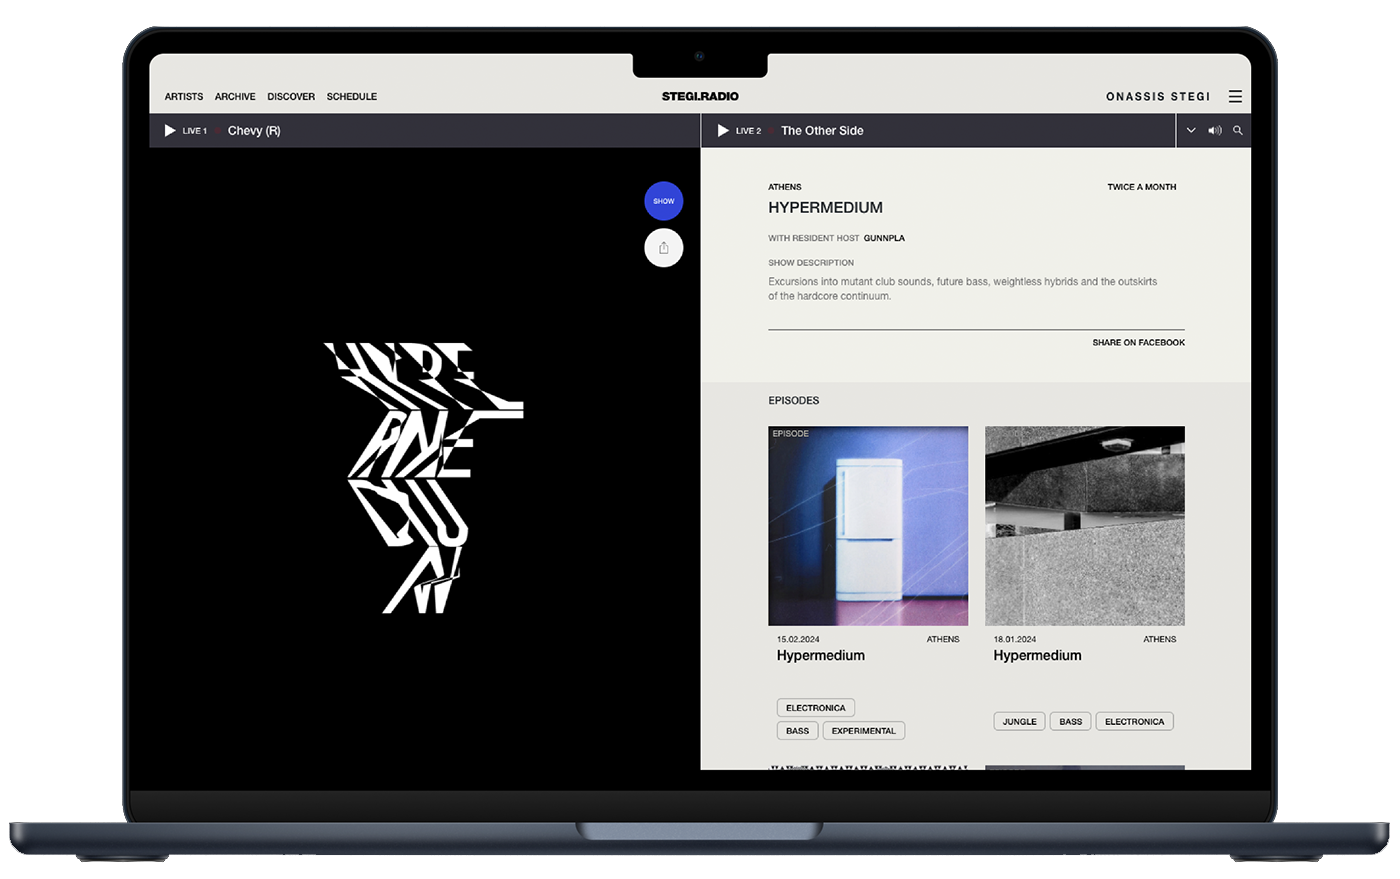 ARTISTS ARCHIVE DISCOVER SCHEDULE
STEGI.RADIO
ONASSIS STEGI
LIVE 1 Chevy (R)
LIVE 2 The Other Side
SHOW
HYPE
RME
DIU
M
ATHENS
TWICE A MONTH
HYPERMEDIUM
WITH RESIDENT HOST GUNNPLA
SHOW DESCRIPTION
Excursions into mutant club sounds, future bass, weightless hybrids and the outskirts
of the hardcore continuum.
SHARE ON FACEBOOK
EPISODES
EPISODE
15.02.2024 ATHENS
Hypermedium
ELECTRONICA
BASS EXPERIMENTAL
18.01.2024 ATHENS
Hypermedium
JUNGLE BASS ELECTRONICA